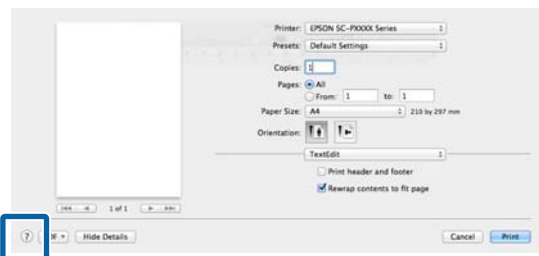 Printer: EPSON SC-PXXXX Series
Presets: Default Settings
Copies: 1
Pages: All
From: 1 to: 1
Paper Size: A4 210 by 297 mm
Orientation:
TextEdit
Print header and footer
Rewrap contents to fit page
1 of 1
? DF Hide Details Cancel Print